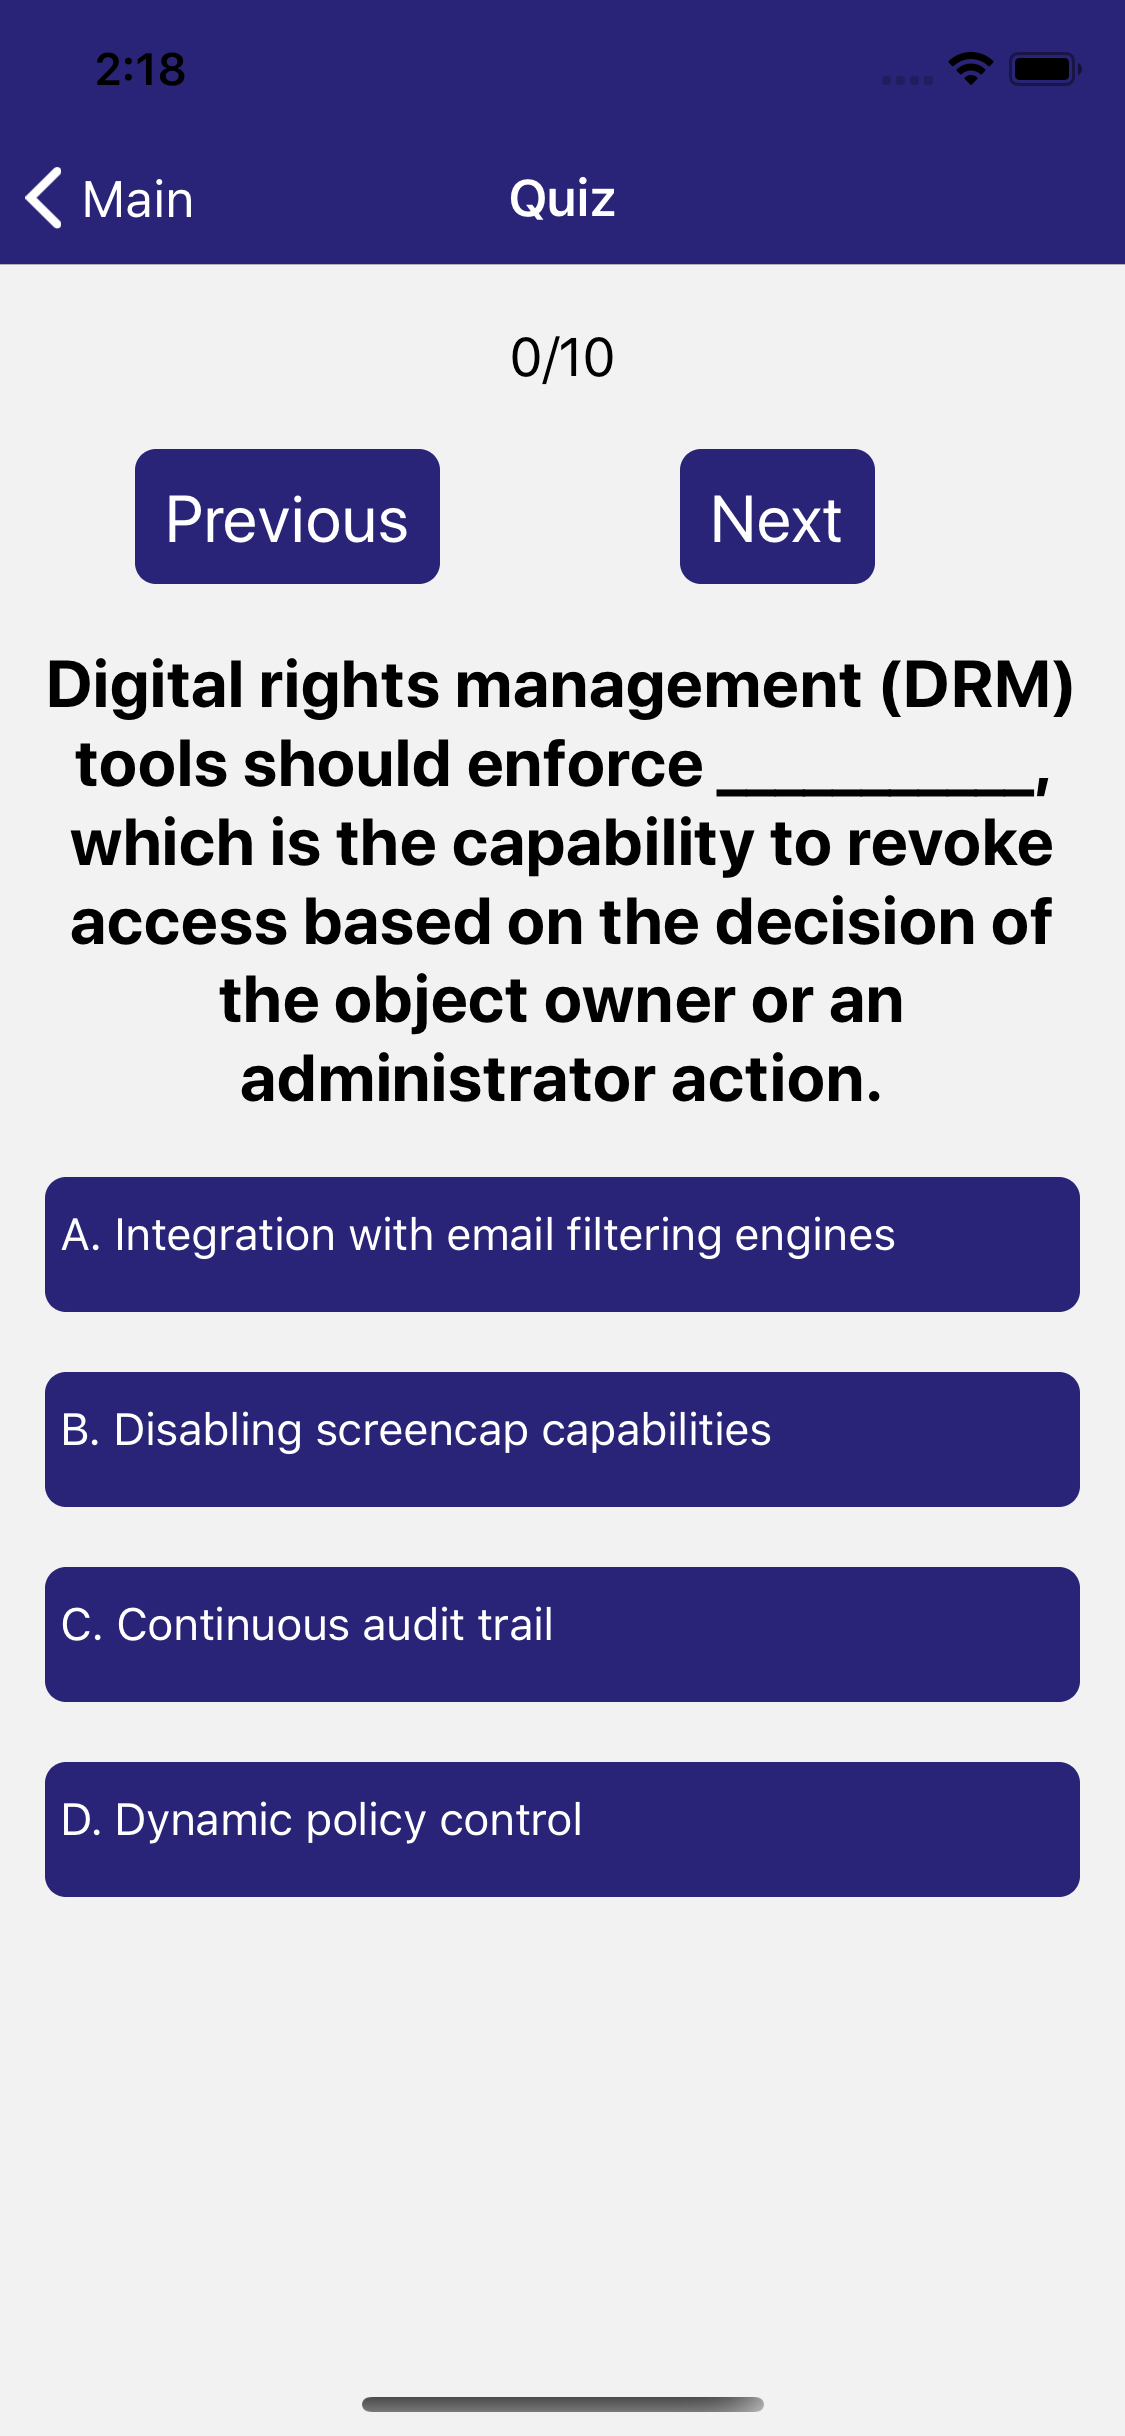 2:18
Main
Quiz
0/10
Previous
Next
Digital rights management (DRM)
tools should enforce ___________,
which is the capability to revoke
access based on the decision of
the object owner or an
administrator action.
A. Integration with email filtering engines
B. Disabling screencap capabilities
C. Continuous audit trail
D. Dynamic policy control